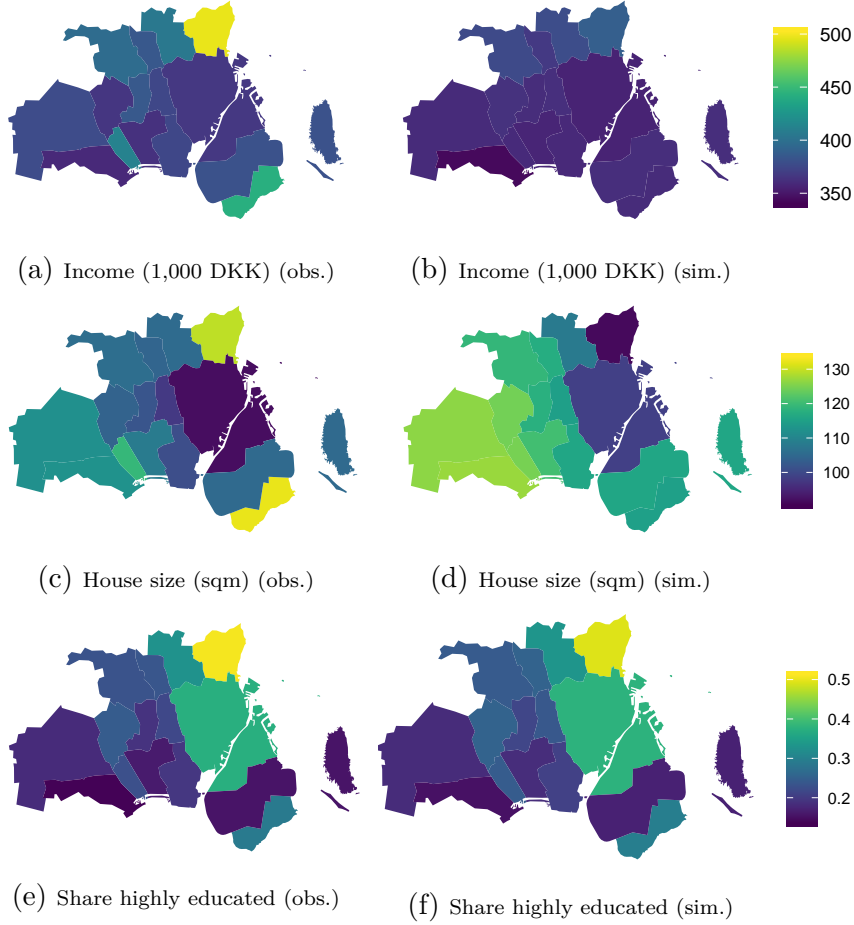 500
450
400
350
(a) Income (1,000 DKK) (obs.)
(b) Income (1,000 DKK) (sim.)
130
120
110
100
(c) House size (sqm) (obs.)
(d) House size (sqm) (sim.)
0.5
0.4
0.3
0.2
(e) Share highly educated (obs.)
(f) Share highly educated (sim.)